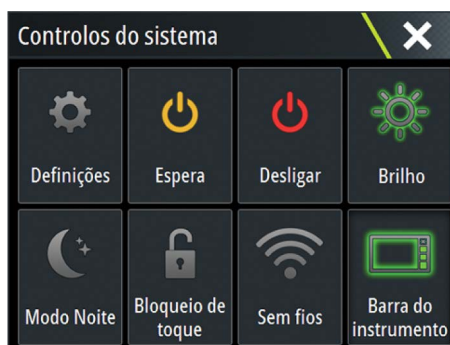 Controlos do sistema
Definições
Espera
Desligar
Brilho
Modo Noite
Bloqueio de
toque
Sem fios
Barra do
instrumento